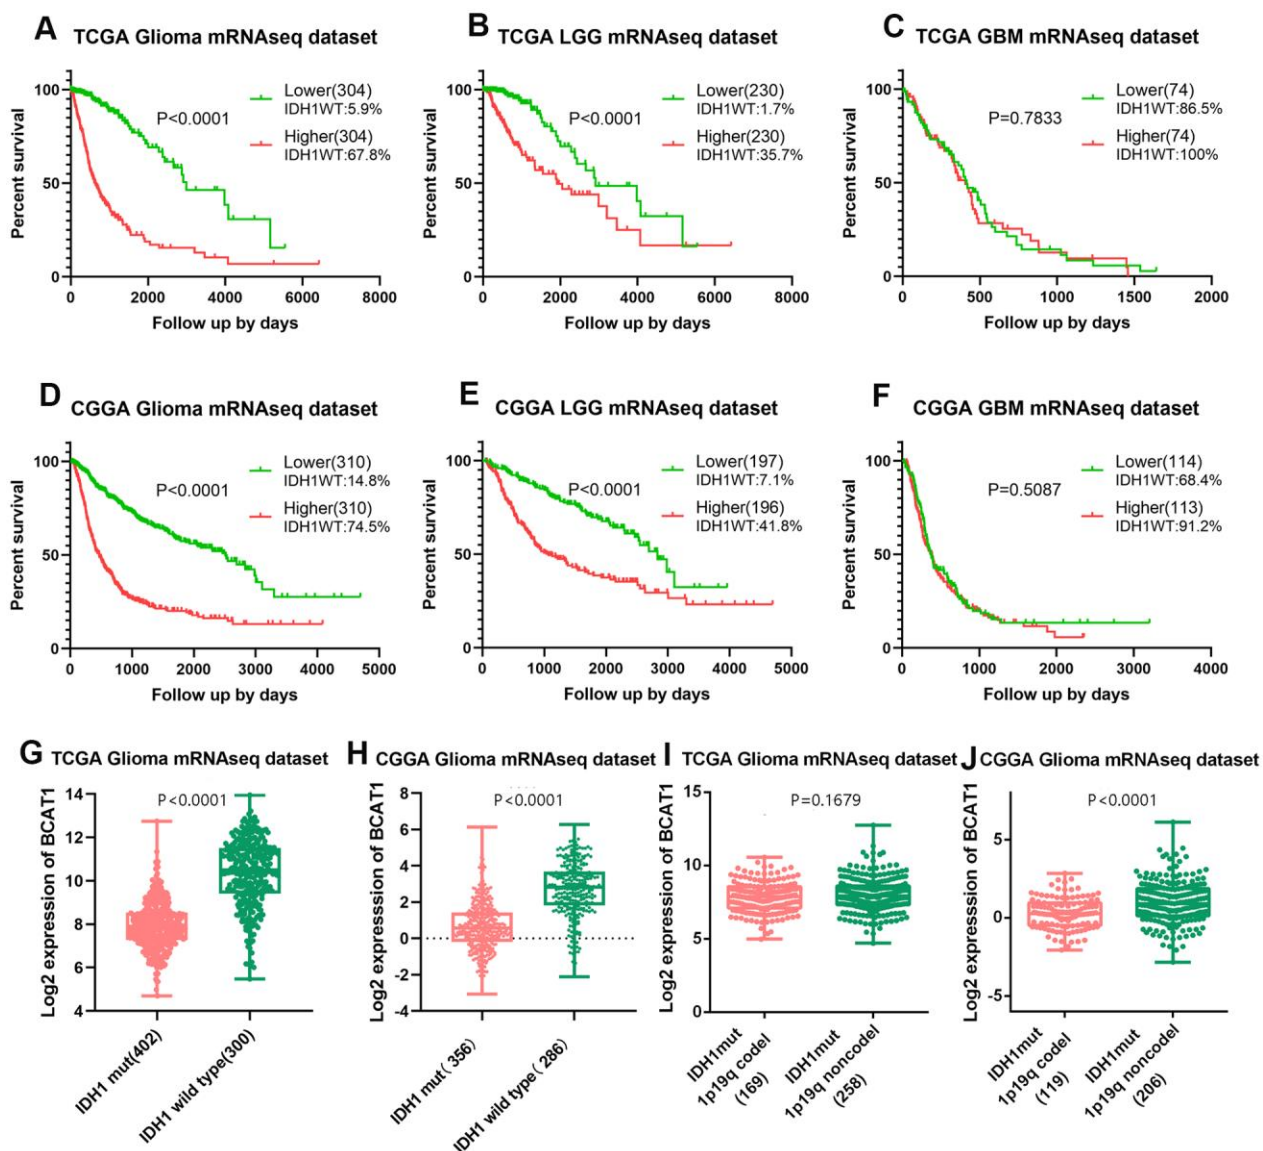 A TCGA Glioma mRNAseq dataset
Percent survival
100
50
0
P<0.0001
Lower(304)
IDH1WT:5.9%
Higher(304)
IDH1WT:67.8%
0 2000 4000 6000 8000
Follow up by days
B TCGA LGG mRNAseq dataset
Percent survival
100
50
0
P<0.0001
Lower(230)
IDH1WT:1.7%
Higher(230)
IDH1WT:35.7%
0 2000 4000 6000 8000
Follow up by days
C TCGA GBM mRNAseq dataset
Percent survival
100
50
0
P=0.7833
Lower(74)
IDH1WT:86.5%
Higher(74)
IDH1WT:100%
0 500 1000 1500 2000
Follow up by days
D CGGA Glioma mRNAseq dataset
Percent survival
100
50
0
P<0.0001
Lower(310)
IDH1WT:14.8%
Higher(310)
IDH1WT:74.5%
0 1000 2000 3000 4000 5000
Follow up by days
E CGGA LGG mRNAseq dataset
Percent survival
100
50
0
P<0.0001
Lower(197)
IDH1WT:7.1%
Higher(196)
IDH1WT:41.8%
0 1000 2000 3000 4000 5000
Follow up by days
F CGGA GBM mRNAseq dataset
Percent survival
100
50
0
P=0.5087
Lower(114)
IDH1WT:68.4%
Higher(113)
IDH1WT:91.2%
0 1000 2000 3000 4000
Follow up by days
G TCGA Glioma mRNAseq dataset
Log2 expression of BCAT1
14
12
10
8
6
4
P<0.0001
IDH1 mut(402)
IDH1 wild type(300)
H CGGA Glioma mRNAseq dataset
Log2 expression of BCAT1
8
6
4
2
0
-2
-4
P<0.0001
IDH1 mut(356)
IDH1 wild type(286)
I TCGA Glioma mRNAseq dataset
Log2 expression of BCAT1
15
10
5
0
P=0.1679
IDH1mut
1p19q codel
(169)
IDH1mut
1p19q noncodel
(258)
J CGGA Glioma mRNAseq dataset
Log2 expression of BCAT1
5
0
-5
P<0.0001
IDH1mut
1p19q codel
(119)
IDH1mut
1p19q noncodel
(206)